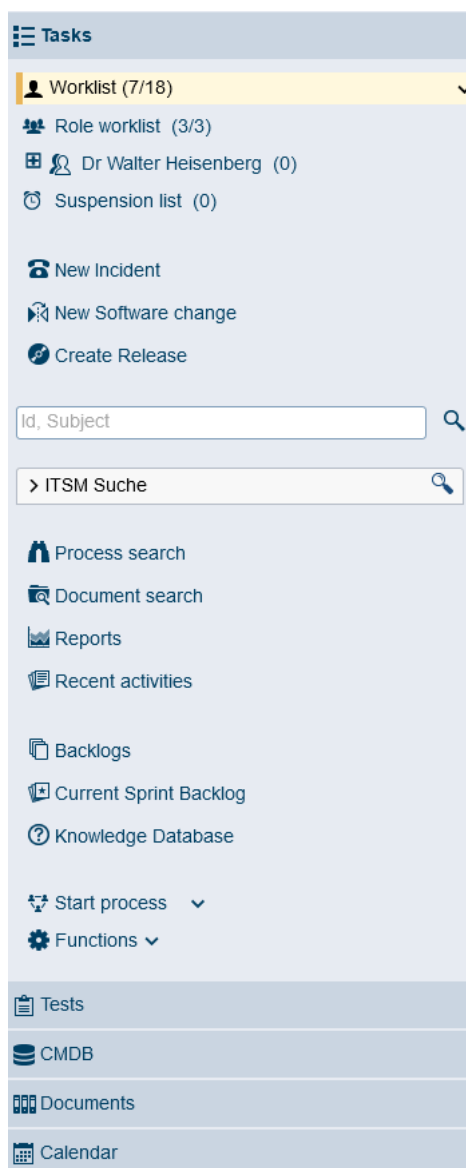 Tasks
Worklist (7/18)
Role worklist (3/3)
Dr Walter Heisenberg (0)
Suspension list (0)
New Incident
New Software change
Create Release
Id, Subject
> ITSM Suche
Process search
Document search
Reports
Recent activities
Backlogs
Current Sprint Backlog
Knowledge Database
Start process
Functions
Tests
CMDB
Documents
Calendar